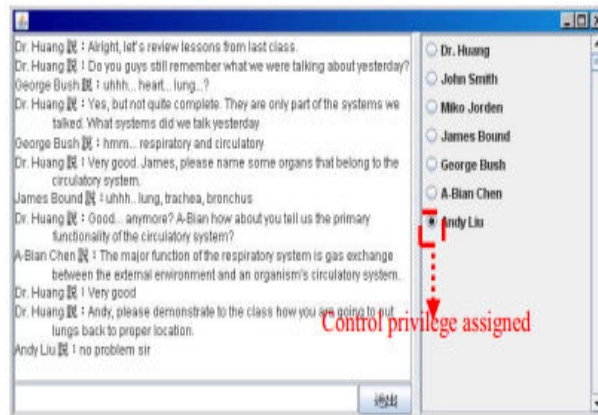 Dr. Huang 說：Alright, let's review lessons from last class.
Dr. Huang 說：Do you guys still remember what we were talking about yesterday?
George Bush 說：uhhh... heart... lung...?
Dr. Huang 說：Yes, but not quite complete. They are only part of the systems we
talked. What systems did we talk yesterday
George Bush 說：hmm... respiratory and circulatory
Dr. Huang 說：Very good. James, please name some organs that belong to the
circulatory system.
James Bound 說：uhhh.. lung, trachea, bronchus
Dr. Huang 說：Good... anymore? A-Bian how about you tell us the primary
functionality of the circulatory system?
A-Bian Chen 說：The major function of the respiratory system is gas exchange
between the external environment and an organism's circulatory system.
Dr. Huang 說：Very good
Dr. Huang 說：Andy, please demonstrate to the class how you are going to put
lungs back to proper location.
Andy Liu 說：no problem sir
送出
Dr. Huang
John Smith
Miko Jorden
James Bound
George Bush
A-Bian Chen
Andy Liu
Control privilege assigned